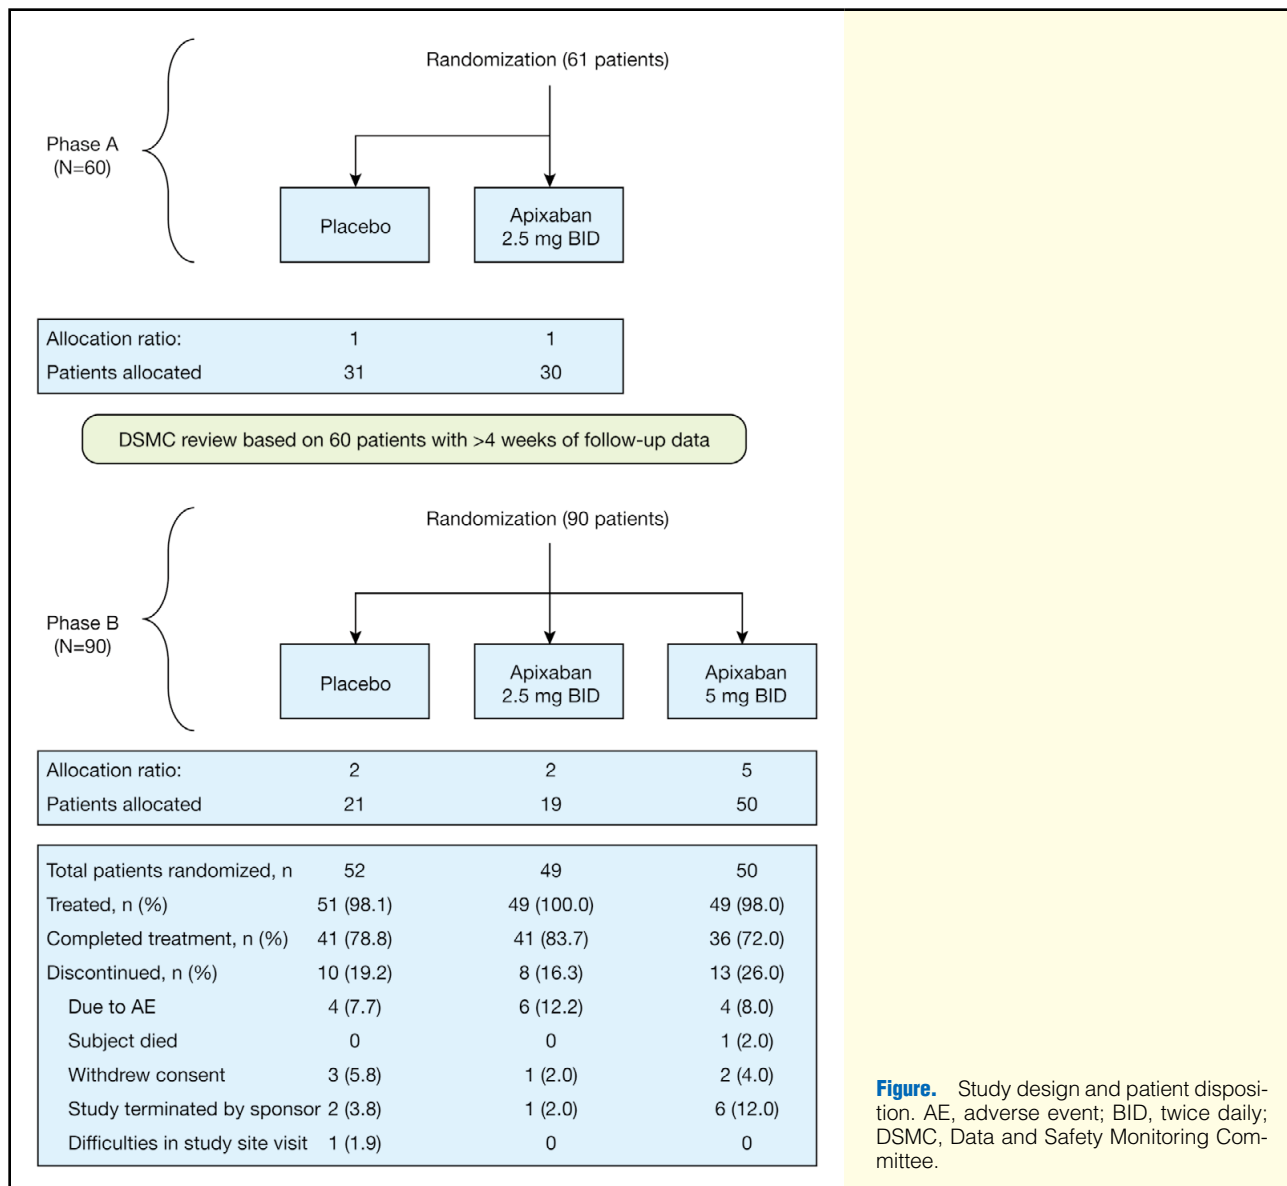 Randomization (61 patients)
Phase A
(N=60)
Placebo
Apixaban
2.5 mg BID
Allocation ratio: 1 1
Patients allocated 31 30
DSMC review based on 60 patients with >4 weeks of follow-up data
Randomization (90 patients)
Phase B
(N=90)
Placebo
Apixaban
2.5 mg BID
Apixaban
5 mg BID
Allocation ratio: 2 2 5
Patients allocated 21 19 50
Total patients randomized, n 52 49 50
Treated, n (%) 51 (98.1) 49 (100.0) 49 (98.0)
Completed treatment, n (%) 41 (78.8) 41 (83.7) 36 (72.0)
Discontinued, n (%) 10 (19.2) 8 (16.3) 13 (26.0)
Due to AE 4 (7.7) 6 (12.2) 4 (8.0)
Subject died 0 0 1 (2.0)
Withdrew consent 3 (5.8) 1 (2.0) 2 (4.0)
Study terminated by sponsor 2 (3.8) 1 (2.0) 6 (12.0)
Difficulties in study site visit 1 (1.9) 0 0
Figure. Study design and patient disposi-
tion. AE, adverse event; BID, twice daily;
DSMC, Data and Safety Monitoring Com-
mittee.